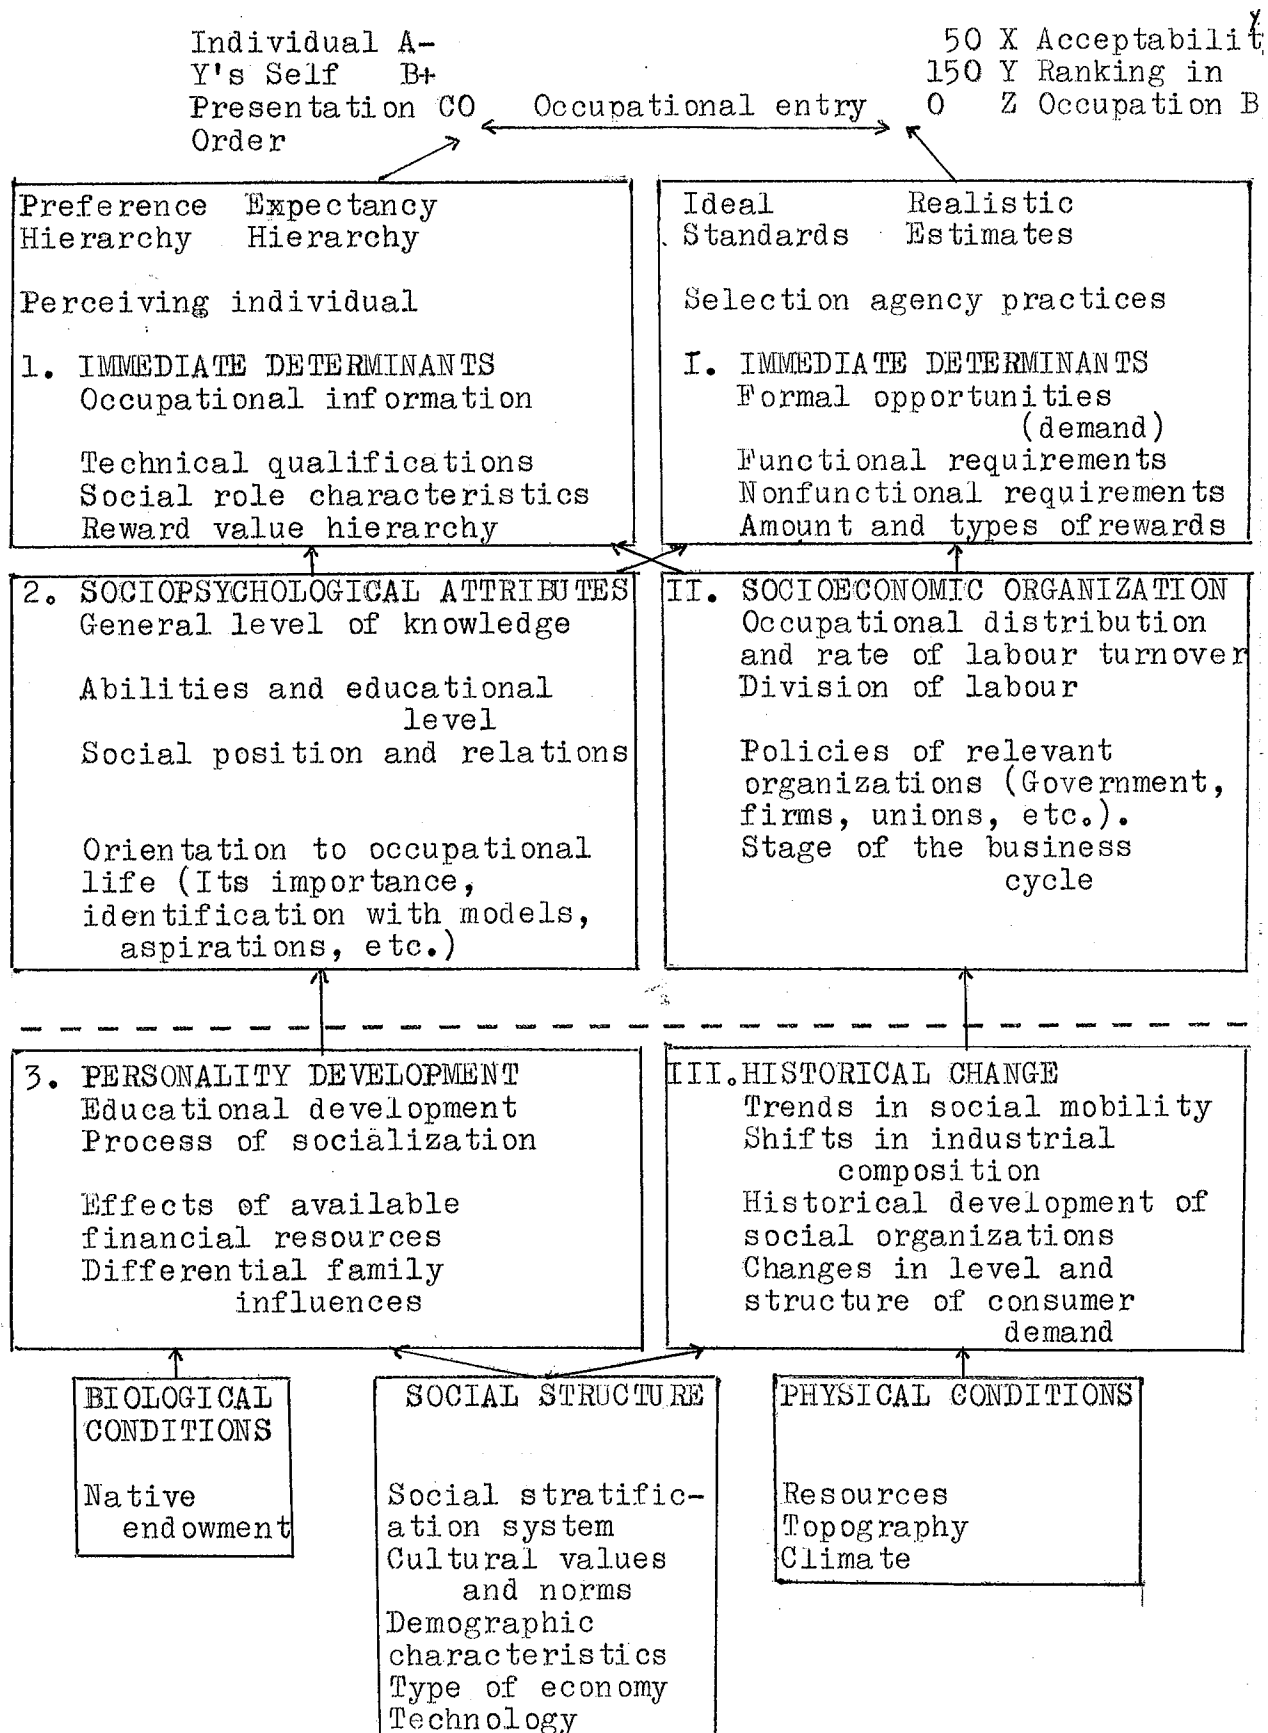 Individual A-
Y's Self B+
Presentation CO
Order
Occupational entry
50 X Acceptability
150 Y Ranking in
0 Z Occupation B
Preference Expectancy
Hierarchy Hierarchy
Perceiving individual
1. IMMEDIATE DETERMINANTS
Occupational information
Technical qualifications
Social role characteristics
Reward value hierarchy
Ideal Realistic
Standards Estimates
Selection agency practices
I. IMMEDIATE DETERMINANTS
Formal opportunities
(demand)
Functional requirements
Nonfunctional requirements
Amount and types ofrewards
2. SOCIOPSYCHOLOGICAL ATTRIBUTES
General level of knowledge
Abilities and educational
level
Social position and relations
Orientation to occupational
life (Its importance,
identification with models,
aspirations, etc.)
II. SOCIOECONOMIC ORGANIZATION
Occupational distribution
and rate of labour turnover
Division of labour
Policies of relevant
organizations (Government,
firms, unions, etc.).
Stage of the business
cycle
3. PERSONALITY DEVELOPMENT
Educational development
Process of socialization
Effects of available
financial resources
Differential family
influences
III. HISTORICAL CHANGE
Trends in social mobility
Shifts in industrial
composition
Historical development of
social organizations
Changes in level and
structure of consumer
demand
BIOLOGICAL
CONDITIONS
Native
endowment
SOCIAL STRUCTURE
Social stratific-
ation system
Cultural values
and norms
Demographic
characteristics
Type of economy
Technology
PHYSICAL CONDITIONS
Resources
Topography
Climate